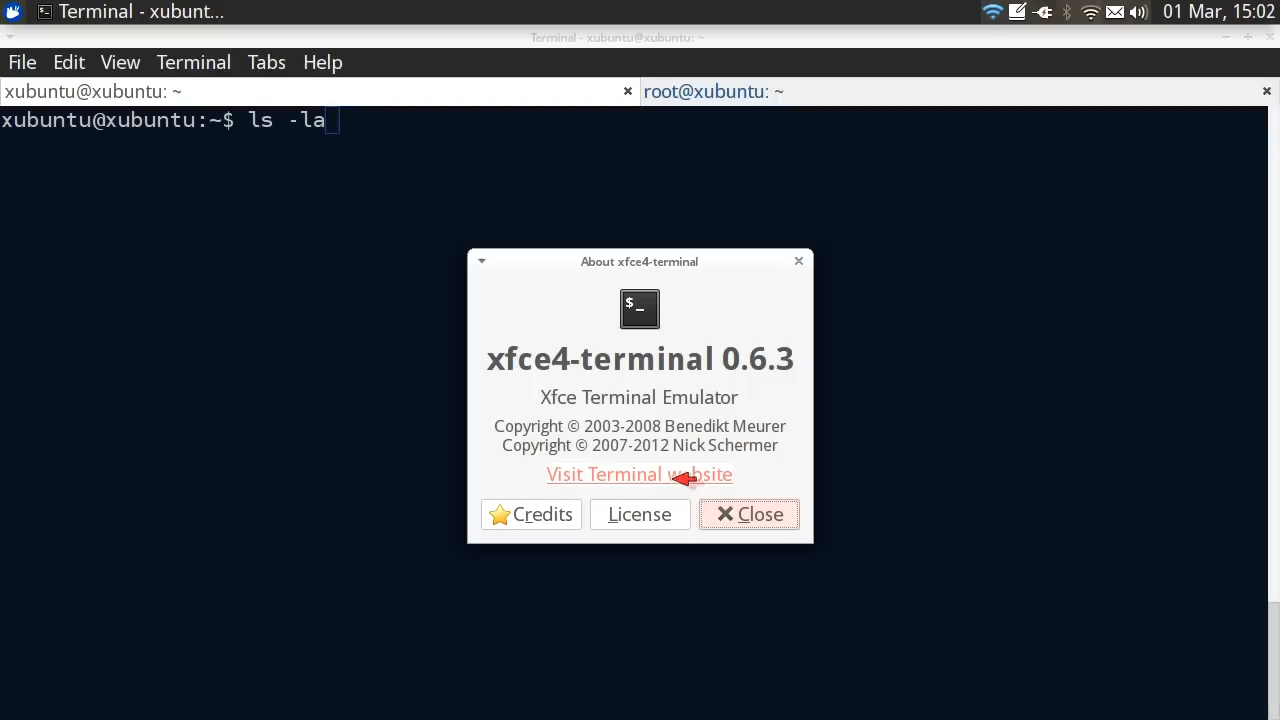 Terminal - xubunt...
01 Mar, 15:02
Terminal - xubuntu@xubuntu: ~
File Edit View Terminal Tabs Help
xubuntu@xubuntu: ~
root@xubuntu: ~
xubuntu@xubuntu:~$ ls -la
About xfce4-terminal
$_
xfce4-terminal 0.6.3
Xfce Terminal Emulator
Copyright © 2003-2008 Benedikt Meurer
Copyright © 2007-2012 Nick Schermer
Visit Terminal website
Credits License Close